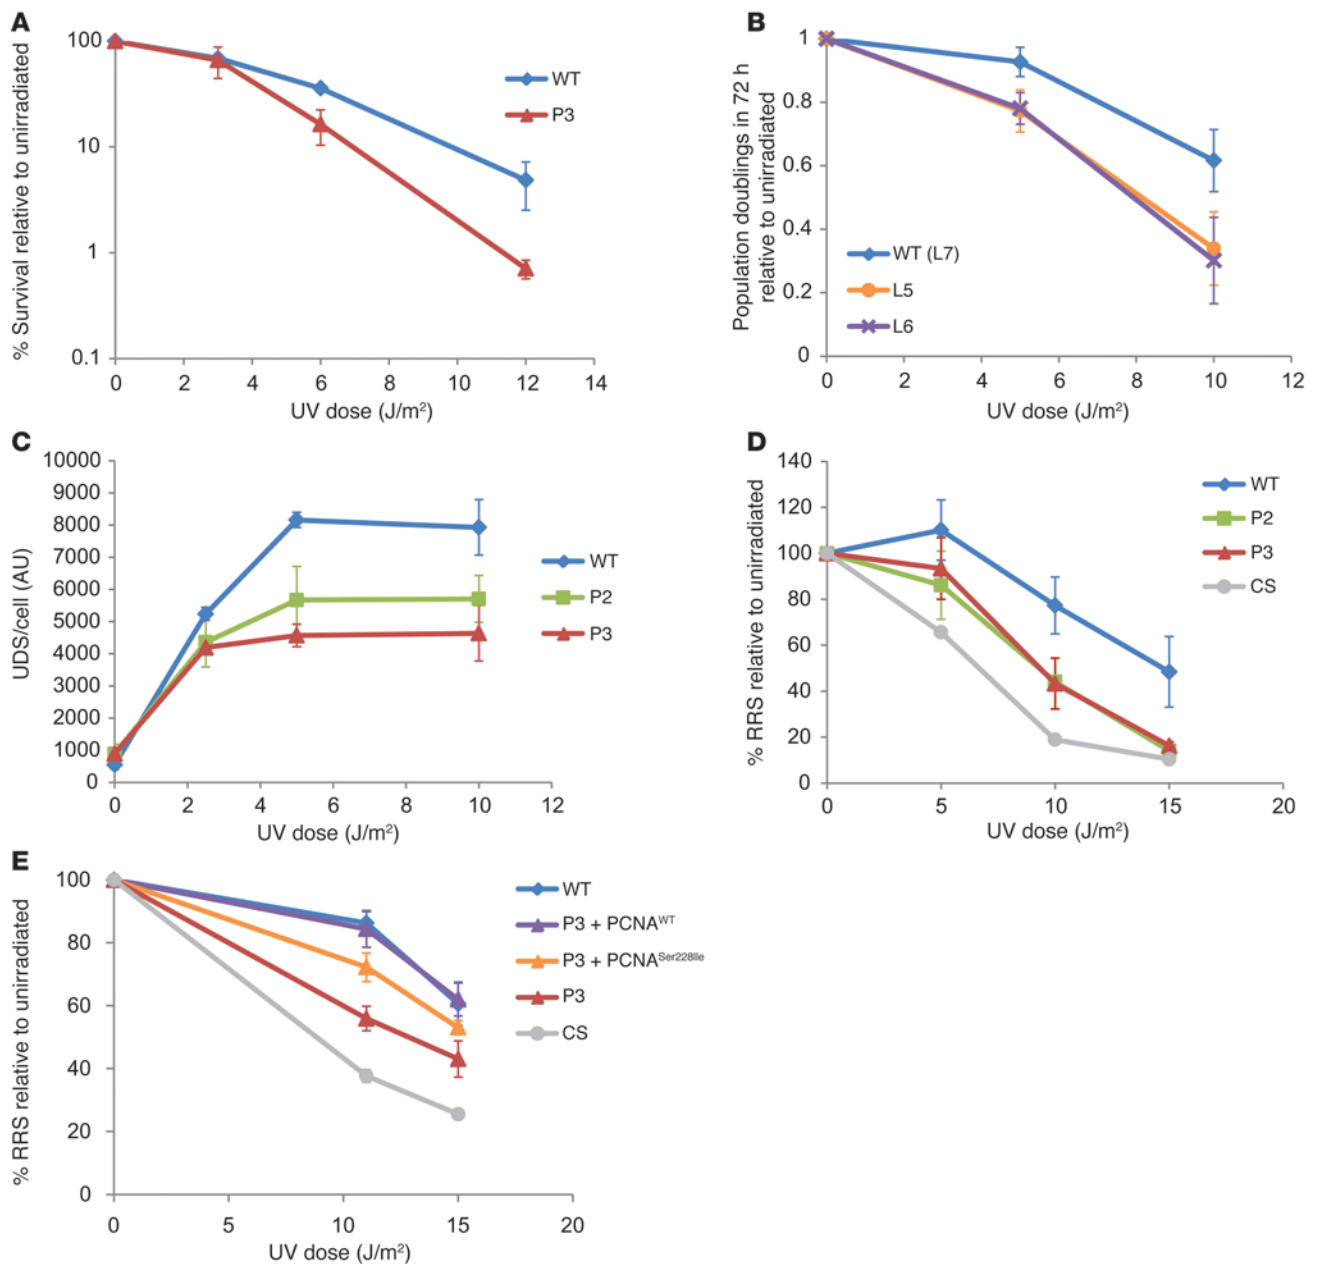 A
% Survival relative to unirradiated
100
10
1
0.1
0 2 4 6 8 10 12 14
UV dose (J/m²)
WT
P3
B
Population doublings in 72 h
relative to unirradiated
1
0.8
0.6
0.4
0.2
0
0 2 4 6 8 10 12
UV dose (J/m²)
WT (L7)
L5
L6
C
UDS/cell (AU)
10000
9000
8000
7000
6000
5000
4000
3000
2000
1000
0
0 2 4 6 8 10 12
UV dose (J/m²)
WT
P2
P3
D
% RRS relative to unirradiated
140
120
100
80
60
40
20
0
0 5 10 15 20
UV dose (J/m²)
WT
P2
P3
CS
E
% RRS relative to unirradiated
100
80
60
40
20
0
0 5 10 15 20
UV dose (J/m²)
WT
P3 + PCNA^WT
P3 + PCNA^Ser228Ile
P3
CS